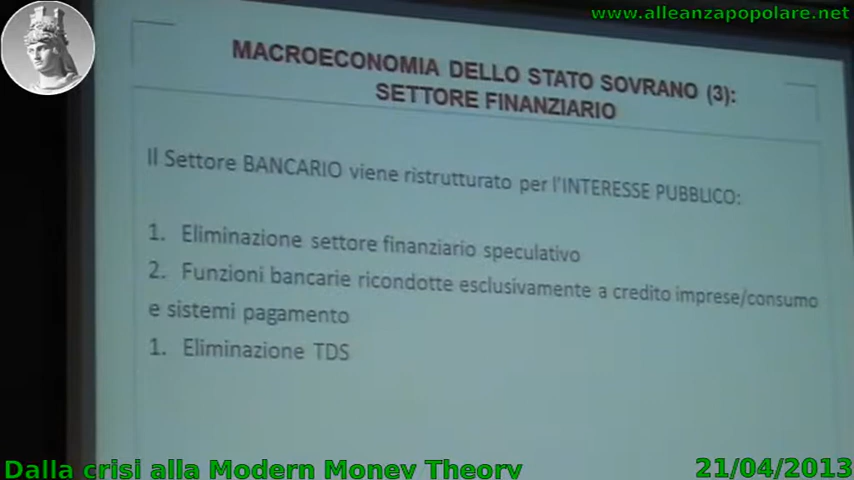 www.alleanzapopolare.net
MACROECONOMIA DELLO STATO SOVRANO (3):
SETTORE FINANZIARIO
Il Settore BANCARIO viene ristrutturato per l'INTERESSE PUBBLICO:
1. Eliminazione settore finanziario speculativo
2. Funzioni bancarie ricondotte esclusivamente a credito imprese/consumo
e sistemi pagamento
1. Eliminazione TDS
Dalla crisi alla Modern Money Theory
21/04/2013